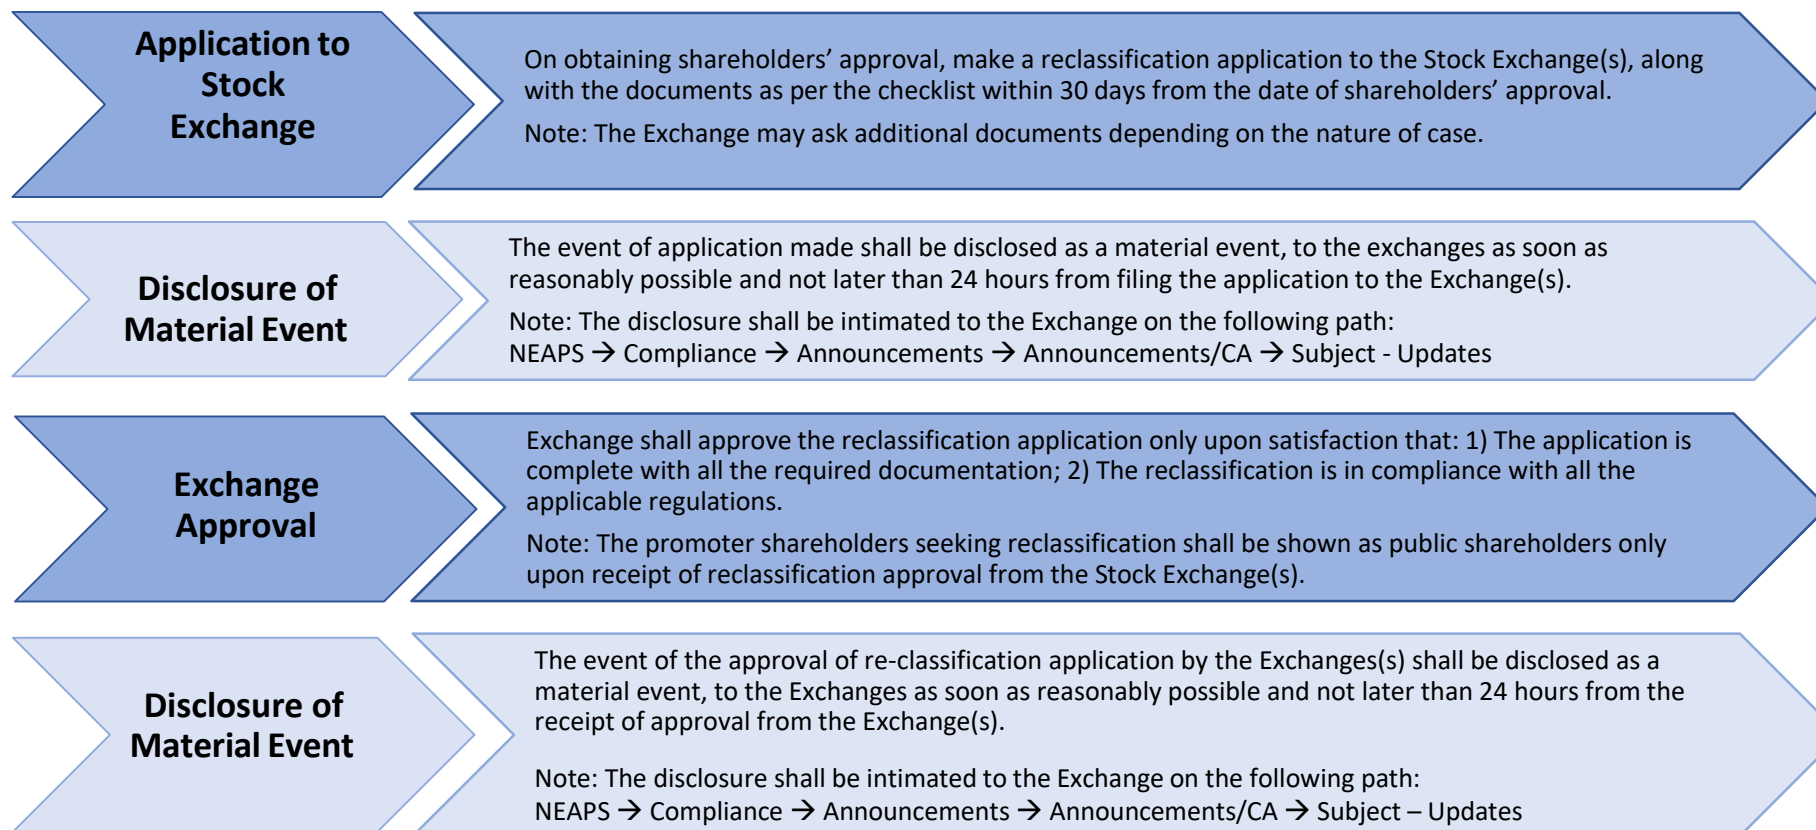 Application to
Stock
Exchange
On obtaining shareholders’ approval, make a reclassification application to the Stock Exchange(s), along
with the documents as per the checklist within 30 days from the date of shareholders’ approval.
Note: The Exchange may ask additional documents depending on the nature of case.
Disclosure of
Material Event
The event of application made shall be disclosed as a material event, to the exchanges as soon as
reasonably possible and not later than 24 hours from filing the application to the Exchange(s).
Note: The disclosure shall be intimated to the Exchange on the following path:
NEAPS → Compliance → Announcements → Announcements/CA → Subject - Updates
Exchange
Approval
Exchange shall approve the reclassification application only upon satisfaction that: 1) The application is
complete with all the required documentation; 2) The reclassification is in compliance with all the
applicable regulations.
Note: The promoter shareholders seeking reclassification shall be shown as public shareholders only
upon receipt of reclassification approval from the Stock Exchange(s).
Disclosure of
Material Event
The event of the approval of re-classification application by the Exchanges(s) shall be disclosed as a
material event, to the Exchanges as soon as reasonably possible and not later than 24 hours from the
receipt of approval from the Exchange(s).
Note: The disclosure shall be intimated to the Exchange on the following path:
NEAPS → Compliance → Announcements → Announcements/CA → Subject – Updates